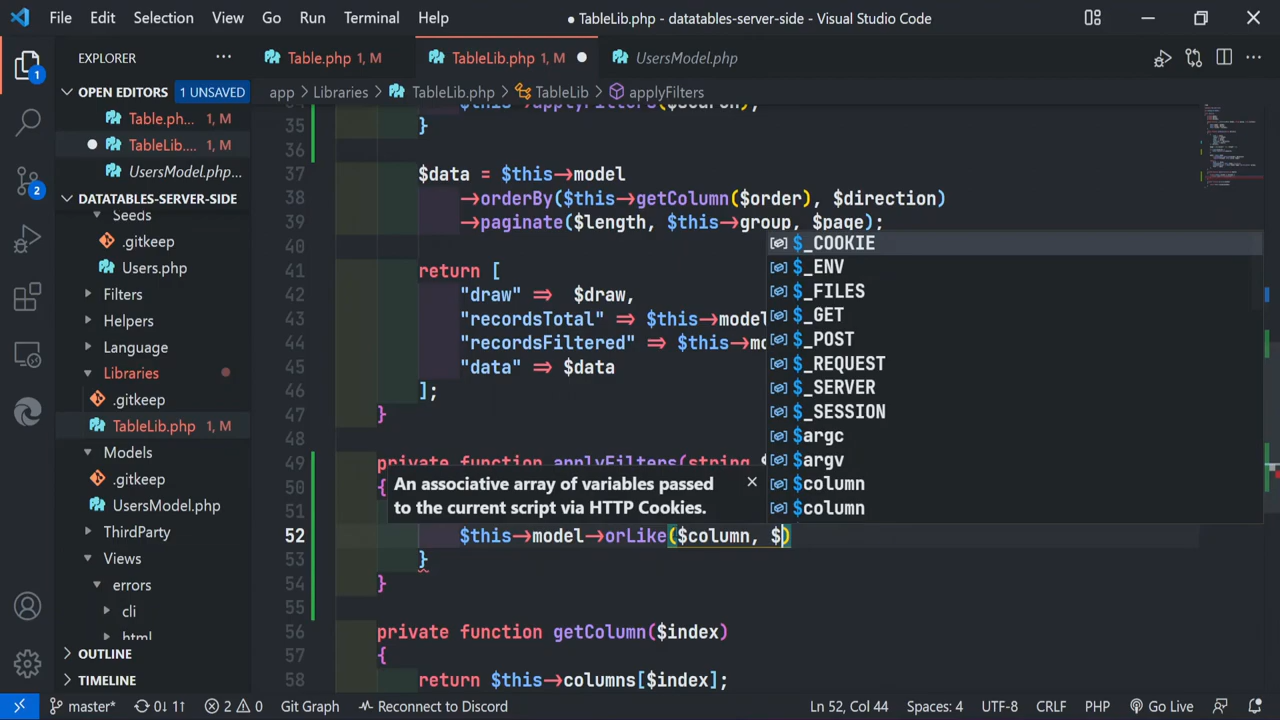 File Edit Selection View Go Run Terminal Help ● TableLib.php - datatables-server-side - Visual Studio Code
EXPLORER ··· Table.php 1, M TableLib.php 1, M ● UsersModel.php ···
OPEN EDITORS 1 UNSAVED app > Libraries > TableLib.php > TableLib > applyFilters
Table.ph... 1, M
● TableLib.... 1, M
UsersModel.php...
DATATABLES-SERVER-SIDE
Seeds
.gitkeep
Users.php
Filters
Helpers
Language
Libraries
.gitkeep
TableLib.php 1, M
Models
.gitkeep
UsersModel.php
ThirdParty
Views
errors
cli
html
OUTLINE
TIMELINE
1
2
$this→applyFilters($search);
35 }
36
37 $data = $this→model
38 →orderBy($this→getColumn($order), $direction)
39 →paginate($length, $this→group, $page);
40
41 return [
42 "draw" ⇒ $draw,
43 "recordsTotal" ⇒ $this→model
44 "recordsFiltered" ⇒ $this→mo
45 "data" ⇒ $data
46 ];
47 }
48
49 private function applyFilters(string $
50 {
51
52 $this→model→orLike($column, $)
53 }
54 }
55
56 private function getColumn($index)
57 {
58 return $this→columns[$index];
$_COOKIE
$_ENV
$_FILES
$_GET
$_POST
$_REQUEST
$_SERVER
$_SESSION
$argc
$argv
$column
$column
An associative array of variables passed
to the current script via HTTP Cookies.
master* 0↓ 1↑ 2 0 Git Graph Reconnect to Discord Ln 52, Col 44 Spaces: 4 UTF-8 CRLF PHP Go Live